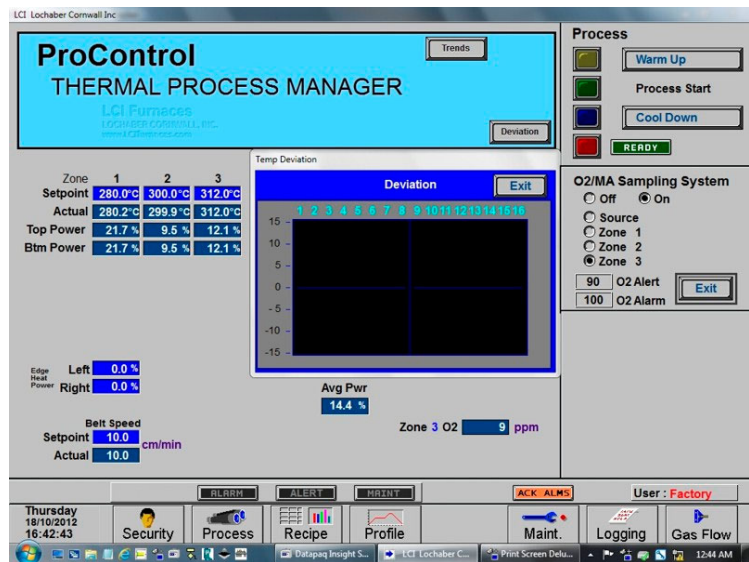 LCI Lochaber Cornwall Inc
ProControl
THERMAL PROCESS MANAGER
LCI Furnaces
LOCHABER CORNWALL, INC.
www.LCIfurnaces.com
Trends
Deviation
Process
Warm Up
Process Start
Cool Down
READY
Zone 1 2 3
Setpoint 280.0°C 300.0°C 312.0°C
Actual 280.2°C 299.9°C 312.0°C
Top Power 21.7 % 9.5 % 12.1 %
Btm Power 21.7 % 9.5 % 12.1 %
Temp Deviation
Deviation
Exit
1 2 3 4 5 6 7 8 9 10 11 12 13 14 15 16
15
10
5
0
-5
-10
-15
O2/MA Sampling System
Off On
Source
Zone 1
Zone 2
Zone 3
90 O2 Alert
100 O2 Alarm
Exit
Edge Heat Power
Left 0.0 %
Right 0.0 %
Avg Pwr
14.4 %
Zone 3 O2 9 ppm
Belt Speed
Setpoint 10.0 cm/min
Actual 10.0
ALARM ALERT MAINT ACK ALMS User : Factory
Thursday
18/10/2012
16:42:43
Security Process Recipe Profile Maint. Logging Gas Flow
Datapaq Insight S... LCI Lochaber C... Print Screen Delu... 12:44 AM